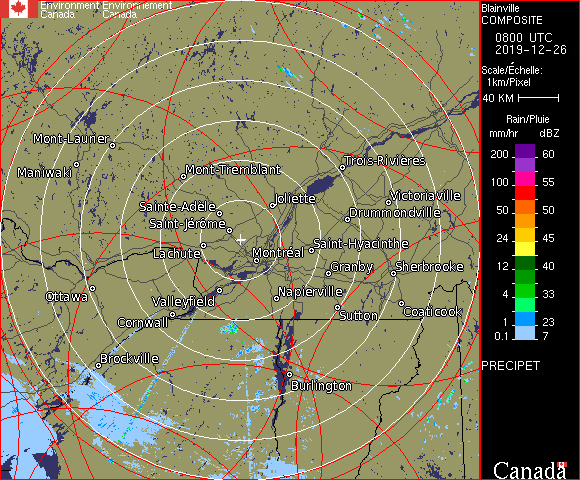 Environment Environnement
Canada Canada
Blainville
COMPOSITE
0800 UTC
2019-12-26
Scale/Échelle:
1km/Pixel
40 KM
Rain/Pluie
mm/hr dBZ
200 60
100 55
50 50
24 45
12 40
4 33
1 23
0.1 7
PRECIPET
Canada
Mont-Laurier
Maniwaki
Mont-Tremblant
Trois-Rivières
Sainte-Adèle
Joliette
Victoriaville
Drummondville
Saint-Jérôme
Lachute
Montréal
Saint-Hyacinthe
Granby
Sherbrooke
Ottawa
Valleyfield
Napierville
Cornwall
Sutton
Coaticook
Brockville
Burlington